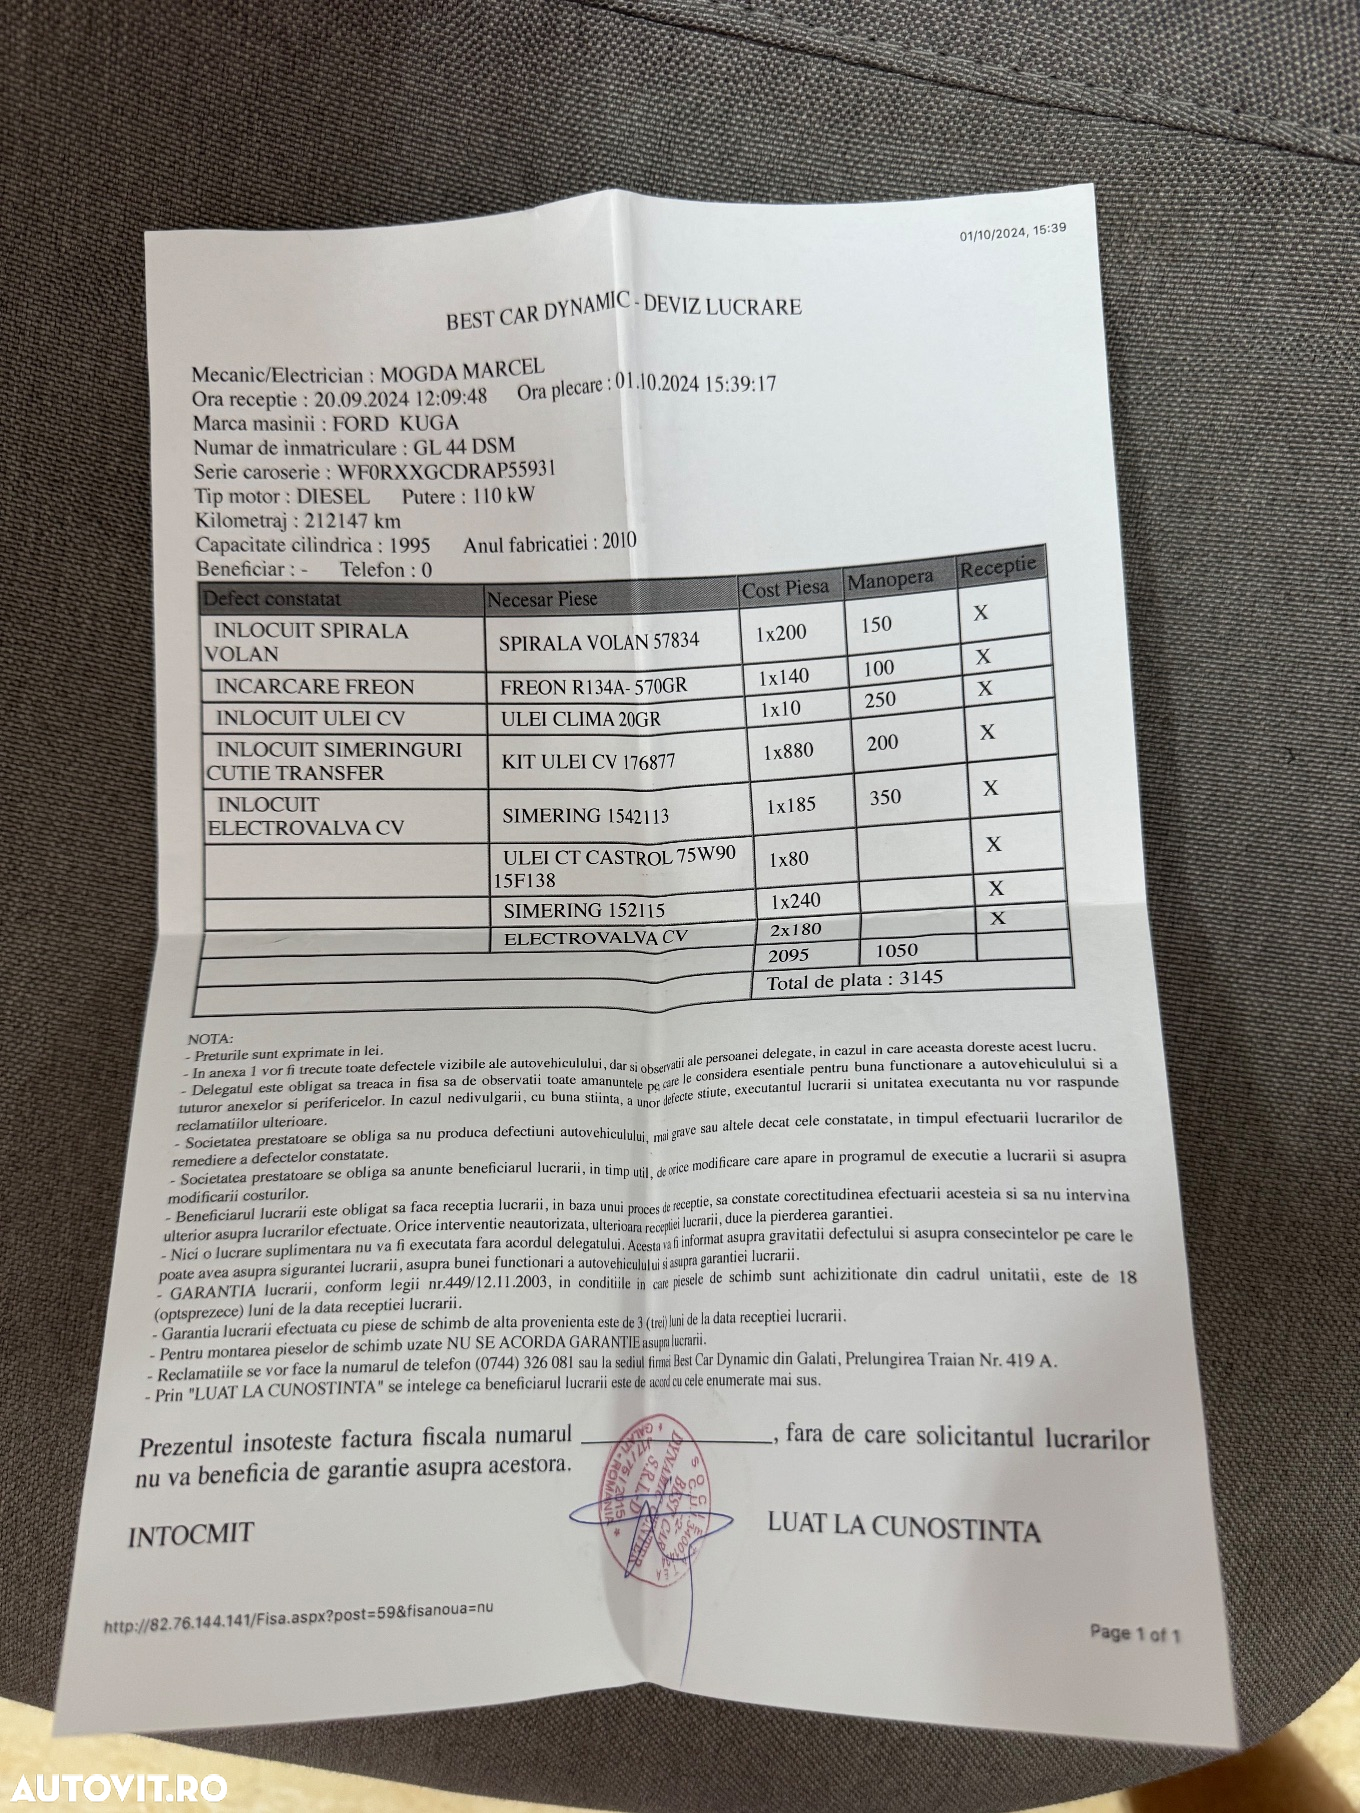 01/10/2024, 15:39
BEST CAR DYNAMIC - DEVIZ LUCRARE
Mecanic/Electrician : MOGDA MARCEL
Ora receptie : 20.09.2024 12:09:48 Ora plecare : 01.10.2024 15:39:17
Marca masinii : FORD KUGA
Numar de inmatriculare : GL 44 DSM
Serie caroserie : WF0RXXGCDRAP55931
Tip motor : DIESEL Putere : 110 kW
Kilometraj : 212147 km
Capacitate cilindrica : 1995 Anul fabricatiei : 2010
Beneficiar : - Telefon : 0
Defect constatat Necesar Piese Cost Piesa Manopera Receptie
INLOCUIT SPIRALA
VOLAN SPIRALA VOLAN 57834 1x200 150 X
INCARCARE FREON FREON R134A- 570GR 1x140 100 X
INLOCUIT ULEI CV ULEI CLIMA 20GR 1x10 250 X
INLOCUIT SIMERINGURI
CUTIE TRANSFER KIT ULEI CV 176877 1x880 200 X
INLOCUIT
ELECTROVALVA CV SIMERING 1542113 1x185 350 X
ULEI CT CASTROL 75W90
15F138 1x80 X
SIMERING 152115 1x240 X
ELECTROVALVA CV 2x180 X
2095 1050
Total de plata : 3145
NOTA:
- Preturile sunt exprimate in lei.
- In anexa 1 vor fi trecute toate defectele vizibile ale autovehiculului, dar si observatii ale persoanei delegate, in cazul in care aceasta doreste acest lucru.
- Delegatul este obligat sa treaca in fisa sa de observatii toate amanuntele pe care le considera esentiale pentru buna functionare a autovehiculului si a
tuturor anexelor si perifericelor. In cazul nedivulgarii, cu buna stiinta, a unor defecte stiute, executantul lucrarii si unitatea executanta nu vor raspunde
reclamatiilor ulterioare.
- Societatea prestatoare se obliga sa nu produca defectiuni autovehiculului, mai grave sau altele decat cele constatate, in timpul efectuarii lucrarilor de
remediere a defectelor constatate.
- Societatea prestatoare se obliga sa anunte beneficiarul lucrarii, in timp util, de orice modificare care apare in programul de executie a lucrarii si asupra
modificarii costurilor.
- Beneficiarul lucrarii este obligat sa faca receptia lucrarii, in baza unui proces de receptie, sa constate corectitudinea efectuarii acesteia si sa nu intervina
ulterior asupra lucrarilor efectuate. Orice interventie neautorizata, ulterioara receptiei lucrarii, duce la pierderea garantiei.
- Nici o lucrare suplimentara nu va fi executata fara acordul delegatului. Acesta va fi informat asupra gravitatii defectului si asupra consecintelor pe care le
poate avea asupra sigurantei lucrarii, asupra bunei functionari a autovehiculului si asupra garantiei lucrarii.
- GARANTIA lucrarii, conform legii nr.449/12.11.2003, in conditiile in care piesele de schimb sunt achizitionate din cadrul unitatii, este de 18
(optsprezece) luni de la data receptiei lucrarii.
- Garantia lucrarii efectuata cu piese de schimb de alta provenienta este de 3 (trei) luni de la data receptiei lucrarii.
- Pentru montarea pieselor de schimb uzate NU SE ACORDA GARANTIE asupra lucrarii.
- Reclamatiile se vor face la numarul de telefon (0744) 326 081 sau la sediul firmei Best Car Dynamic din Galati, Prelungirea Traian Nr. 419 A.
- Prin "LUAT LA CUNOSTINTA" se intelege ca beneficiarul lucrarii este de acord cu cele enumerate mai sus.
Prezentul insoteste factura fiscala numarul ______________, fara de care solicitantul lucrarilor
nu va beneficia de garantie asupra acestora.
INTOCMIT LUAT LA CUNOSTINTA
BEST CAR
DYNAMIC
S.R.L.-D
ROMANIA
http://82.76.144.141/Fisa.aspx?post=59&fisanoua=nu
Page 1 of 1
AUTOVIT.RO